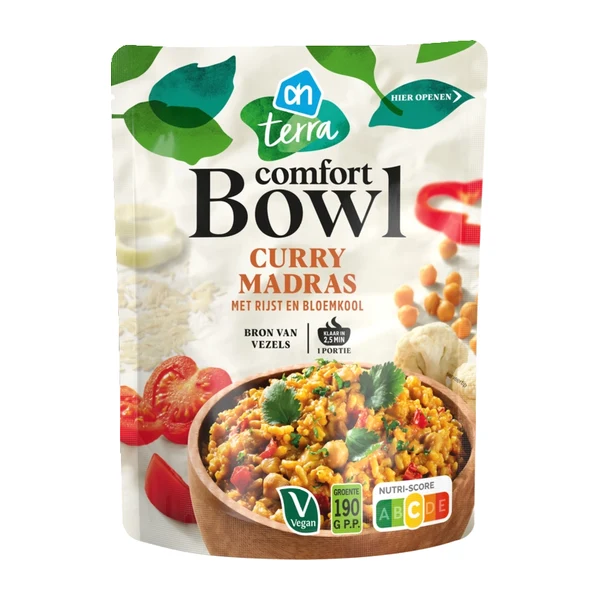 ah
terra
HIER OPENEN
comfort
Bowl
CURRY
MADRAS
MET RIJST EN BLOEMKOOL
BRON VAN
VEZELS
KLAAR IN
2,5 MIN
1 PORTIE
V
Vegan
GROENTE
190
G P.P.
NUTRI-SCORE
A B C D E